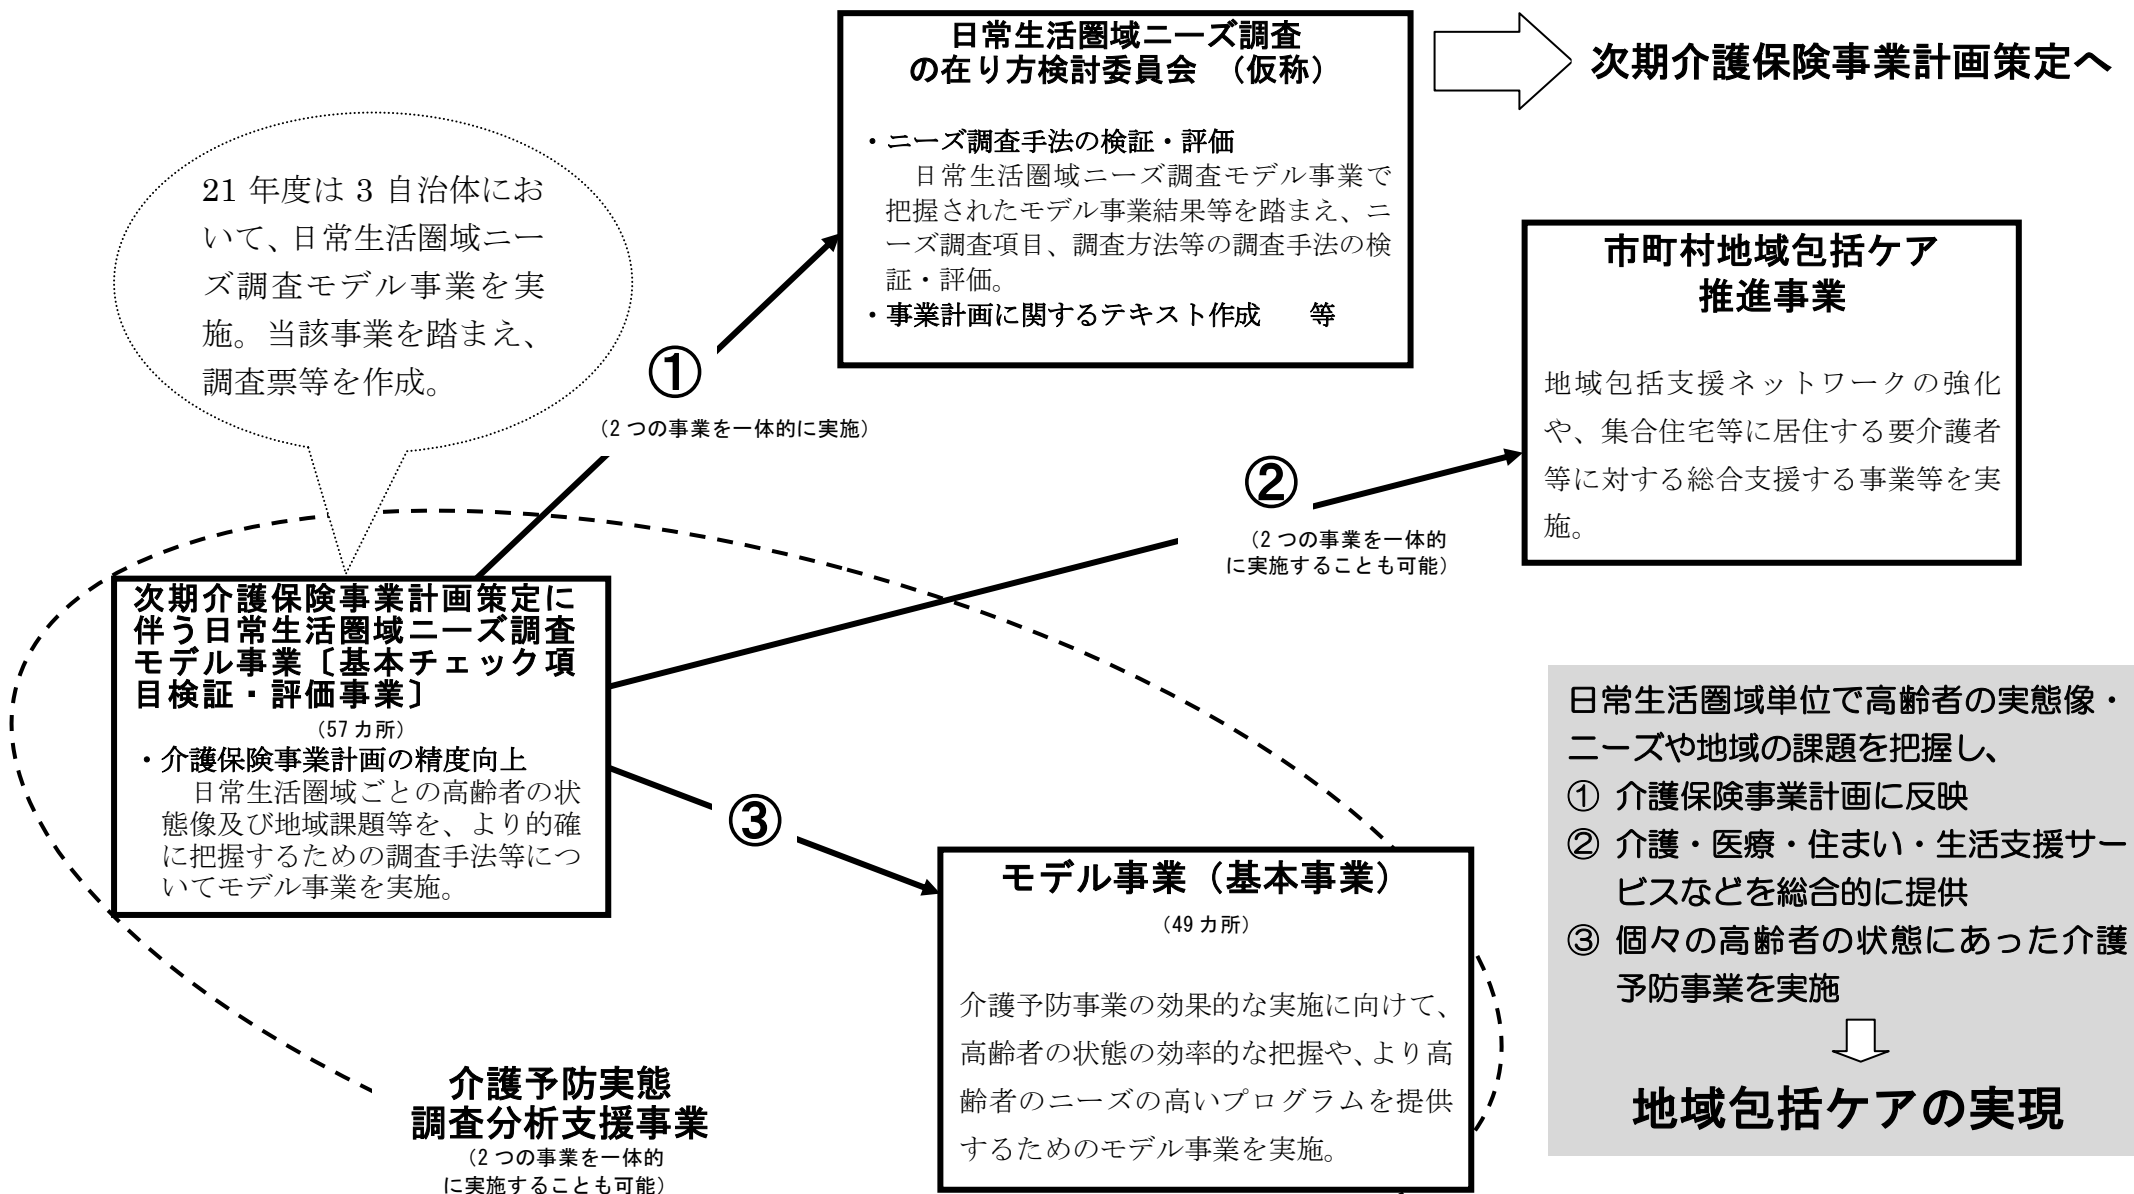 日常生活圏域ニーズ調査
の在り方検討委員会　（仮称）
・ニーズ調査手法の検証・評価
日常生活圏域ニーズ調査モデル事業で
把握されたモデル事業結果等を踏まえ、ニ
ーズ調査項目、調査方法等の調査手法の検
証・評価。
・事業計画に関するテキスト作成　等
次期介護保険事業計画策定へ
21 年度は 3 自治体にお
いて、日常生活圏域ニー
ズ調査モデル事業を実
施。当該事業を踏まえ、
調査票等を作成。
①
（2 つの事業を一体的に実施）
市町村地域包括ケア
推進事業
地域包括支援ネットワークの強化
や、集合住宅等に居住する要介護者
等に対する総合支援する事業等を実
施。
②
（2 つの事業を一体的
に実施することも可能）
次期介護保険事業計画策定に
伴う日常生活圏域ニーズ調査
モデル事業〔基本チェック項
目検証・評価事業〕
（57 カ所）
・介護保険事業計画の精度向上
日常生活圏域ごとの高齢者の状
態像及び地域課題等を、より的確
に把握するための調査手法等につ
いてモデル事業を実施。
③
モデル事業（基本事業）
（49 カ所）
介護予防事業の効果的な実施に向けて、
高齢者の状態の効率的な把握や、より高
齢者のニーズの高いプログラムを提供
するためのモデル事業を実施。
介護予防実態
調査分析支援事業
（2 つの事業を一体的
に実施することも可能）
日常生活圏域単位で高齢者の実態像・
ニーズや地域の課題を把握し、
① 介護保険事業計画に反映
② 介護・医療・住まい・生活支援サー
ビスなどを総合的に提供
③ 個々の高齢者の状態にあった介護
予防事業を実施
地域包括ケアの実現